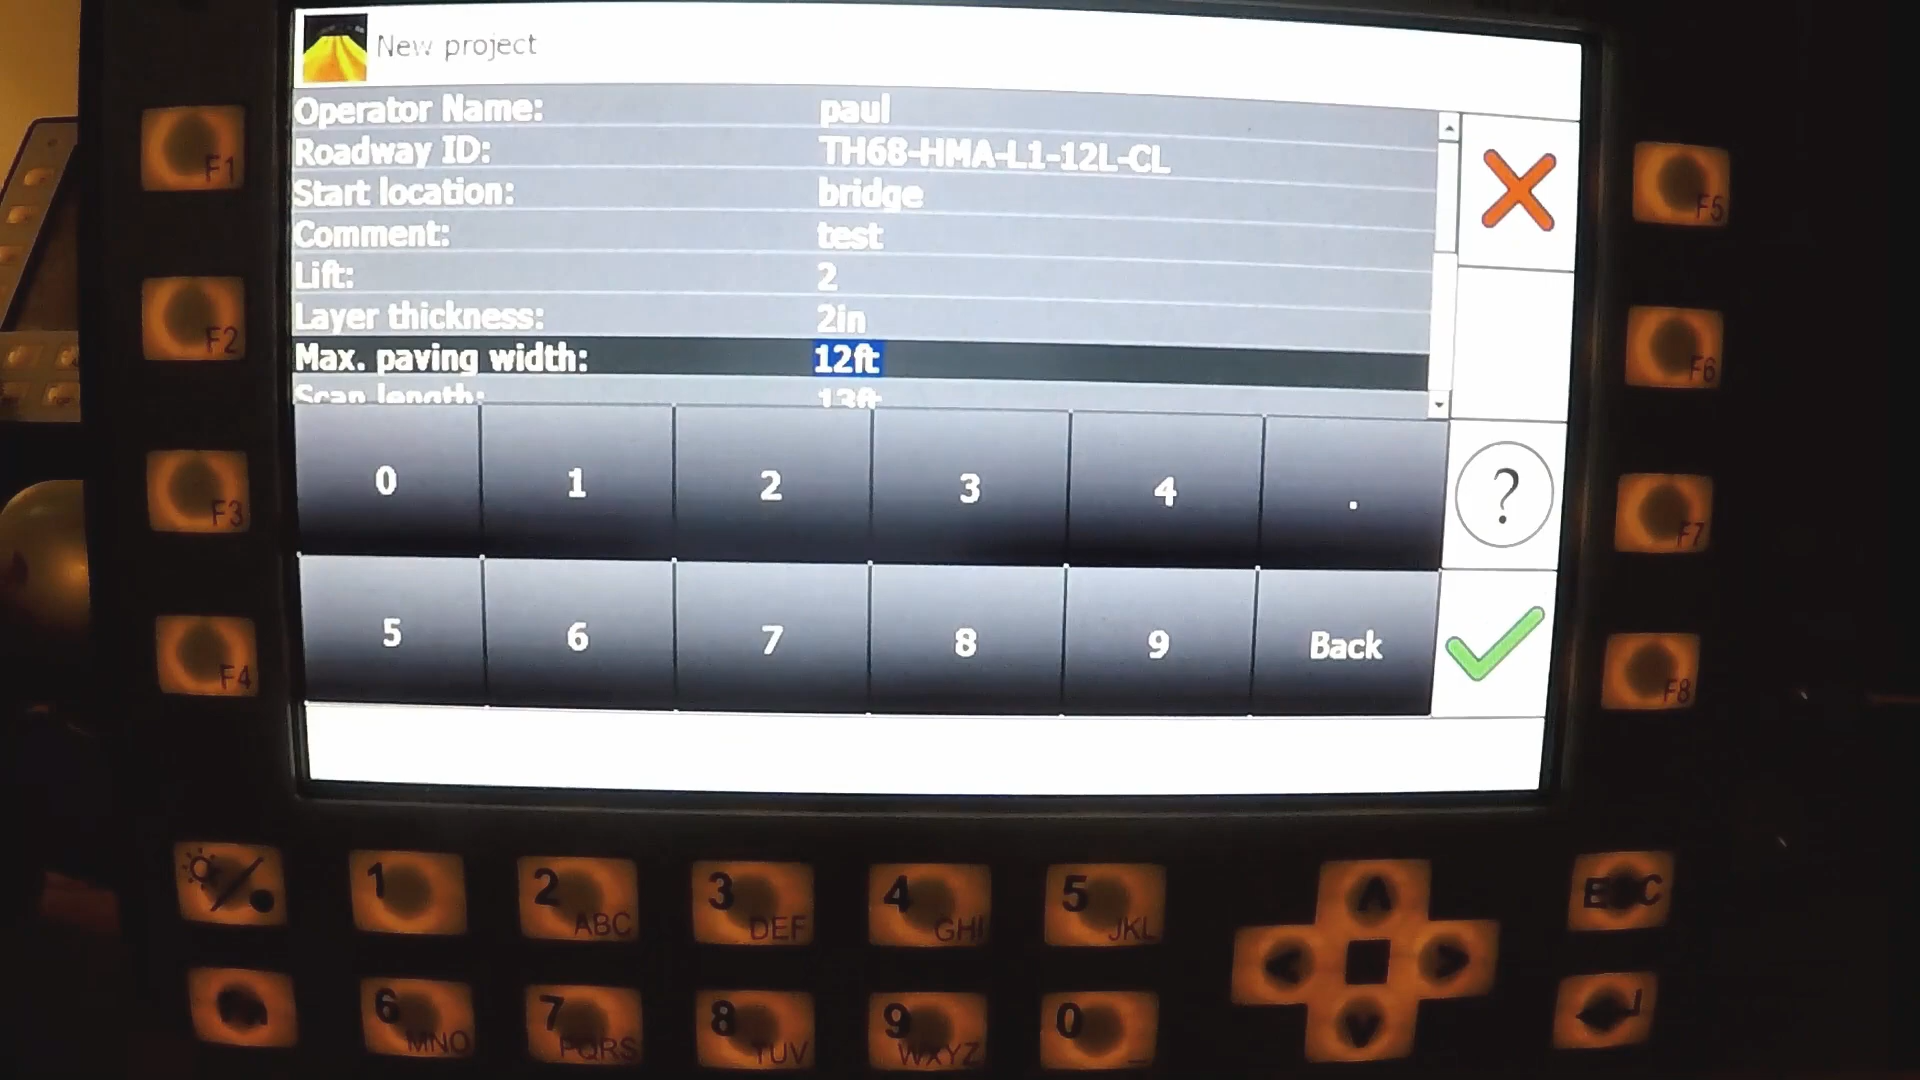 New project
Operator Name: paul
Roadway ID: TH68-HMA-L1-12L-CL
Start location: bridge
Comment: test
Lift: 2
Layer thickness: 2in
Max. paving width: 12ft
Scan length: 13ft
0 1 2 3 4 .
5 6 7 8 9 Back
?
F1
F2
F3
F4
F5
F6
F7
F8
1 2 ABC 3 DEF 4 GHI 5 JKL
ESC
6 MNO 7 PQRS 8 TUV 9 WXYZ 0 _